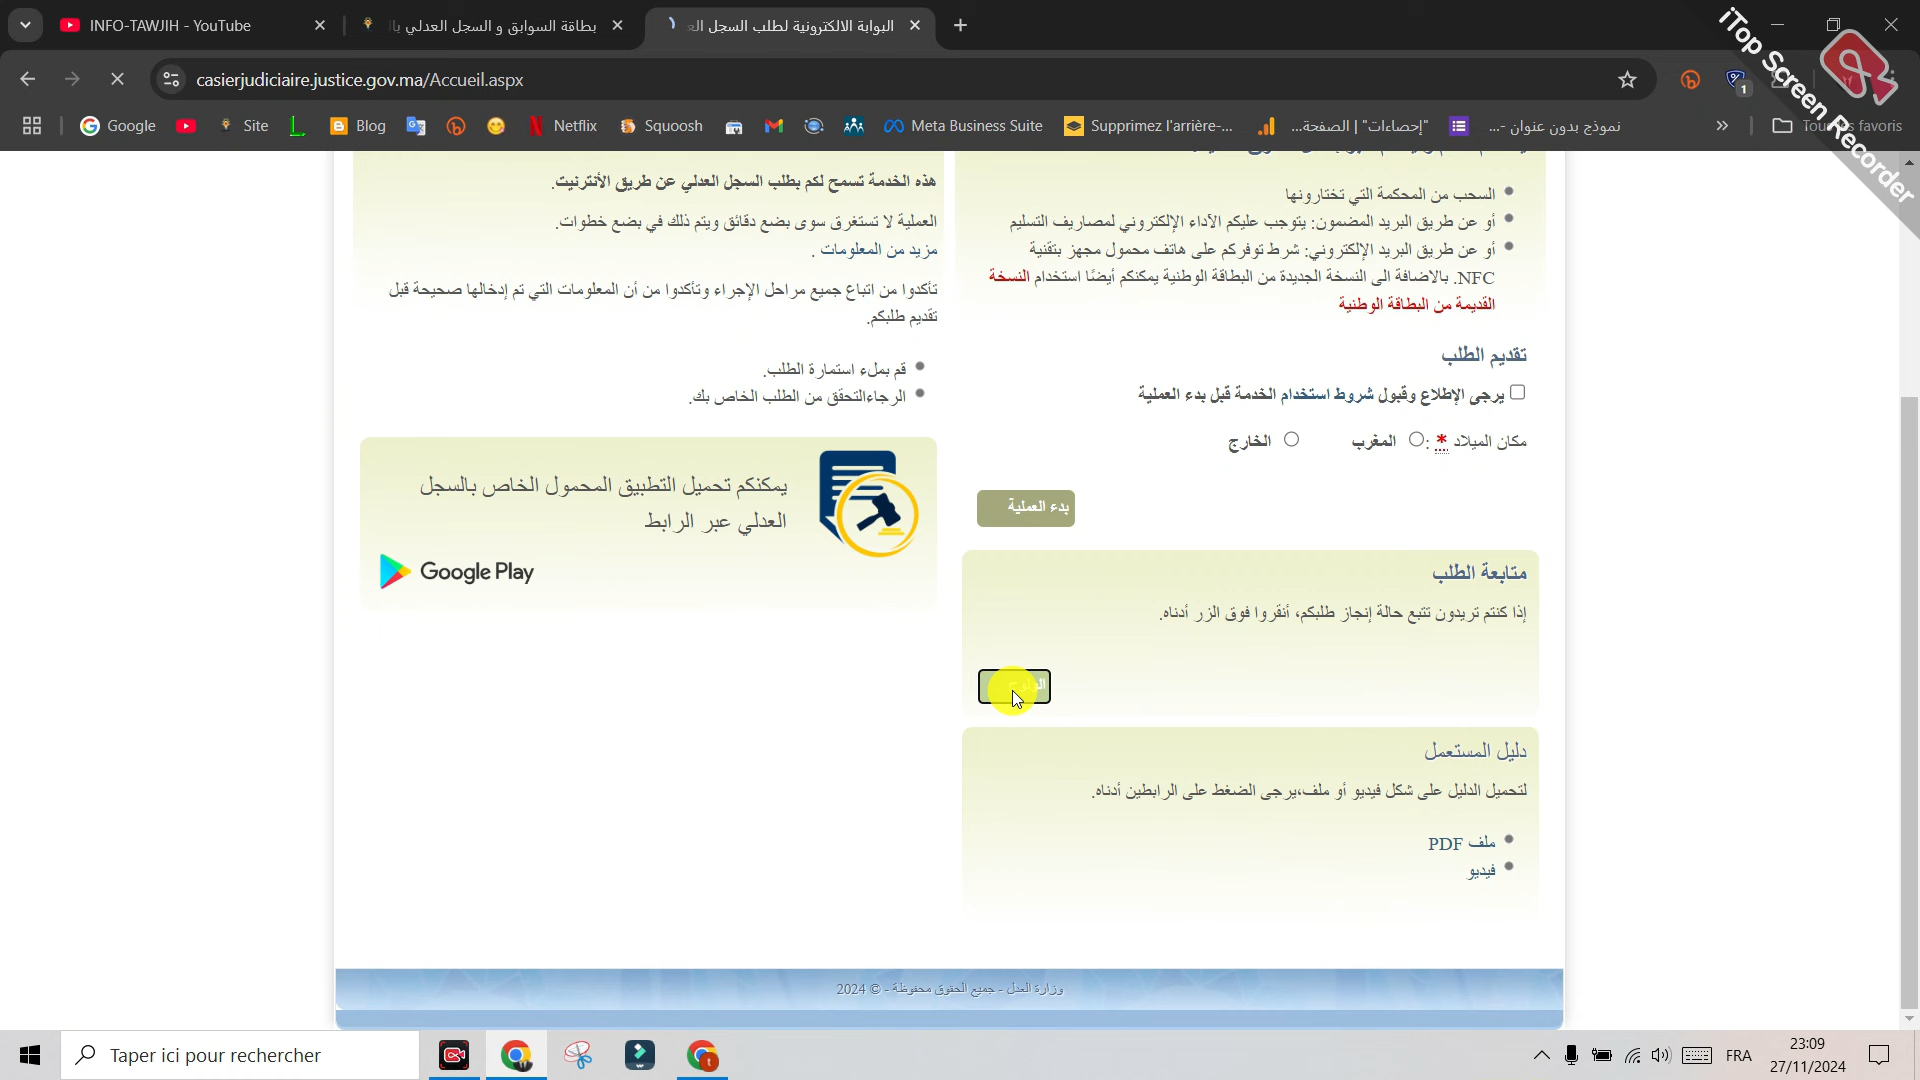 INFO-TAWJIH - YouTube
بطاقة السوابق و السجل العدلي با
البوابة الالكترونية لطلب السجل الع
casierjudiciaire.justice.gov.ma/Accueil.aspx
1
Google
Site
Blog
Netflix
Squoosh
Meta Business Suite
Supprimez l'arrière-...
"إحصاءات" | الصفحة...
نموذج بدون عنوان -...
Tous les favoris
iTop Screen Recorder
السحب من المحكمة التي تختارونها
أو عن طريق البريد المضمون: يتوجب عليكم الأداء الإلكتروني لمصاريف التسليم
أو عن طريق البريد الإلكتروني: شرط توفركم على هاتف محمول مجهز بتقنية
NFC. بالاضافة الى النسخة الجديدة من البطاقة الوطنية يمكنكم أيضًا استخدام النسخة
القديمة من البطاقة الوطنية
تقديم الطلب
يرجى الإطلاع وقبول شروط استخدام الخدمة قبل بدء العملية
مكان الميلاد * : المغرب الخارج
بدء العملية
متابعة الطلب
إذا كنتم تريدون تتبع حالة إنجاز طلبكم، أنقروا فوق الزر أدناه.
دليل المستعمل
لتحميل الدليل على شكل فيديو أو ملف،يرجى الضغط على الرابطين أدناه.
ملف PDF
فيديو
هذه الخدمة تسمح لكم بطلب السجل العدلي عن طريق الأنترنيت.
العملية لا تستغرق سوى بضع دقائق ويتم ذلك في بضع خطوات.
مزيد من المعلومات .
تأكدوا من اتباع جميع مراحل الإجراء وتأكدوا من أن المعلومات التي تم إدخالها صحيحة قبل
تقديم طلبكم.
قم بملء استمارة الطلب.
الرجاءالتحقق من الطلب الخاص بك.
يمكنكم تحميل التطبيق المحمول الخاص بالسجل
العدلي عبر الرابط
Google Play
وزارة العدل - جميع الحقوق محفوظة - © 2024
Taper ici pour rechercher
FRA
23:09
27/11/2024